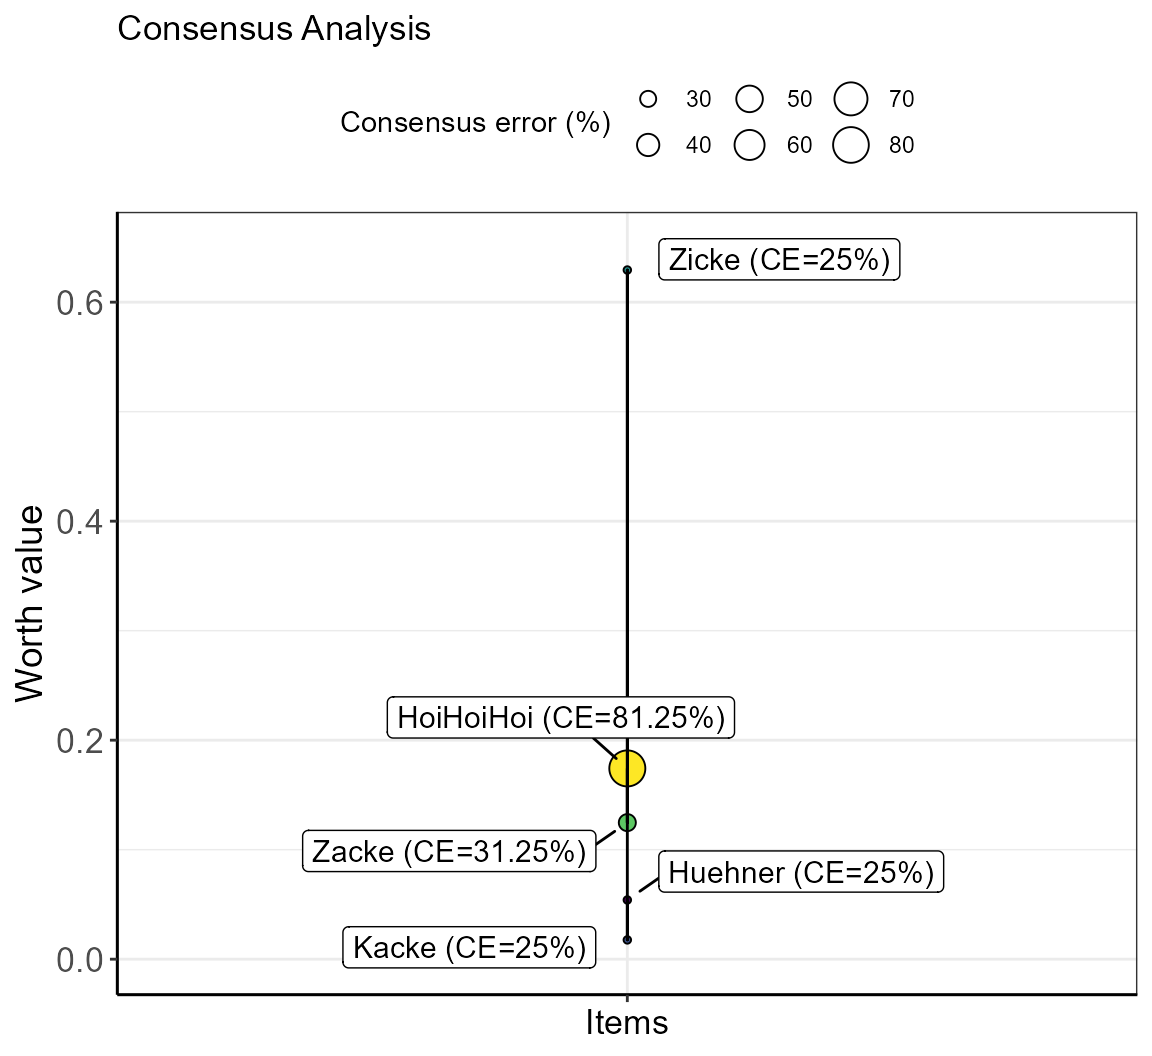 Consensus Analysis
Consensus error (%)
30 50 70
40 60 80
Zicke (CE=25%)
0.6
0.4
Worth value
HoiHoiHoi (CE=81.25%)
0.2
Zacke (CE=31.25%)
Huehner (CE=25%)
Kacke (CE=25%)
0.0
Items